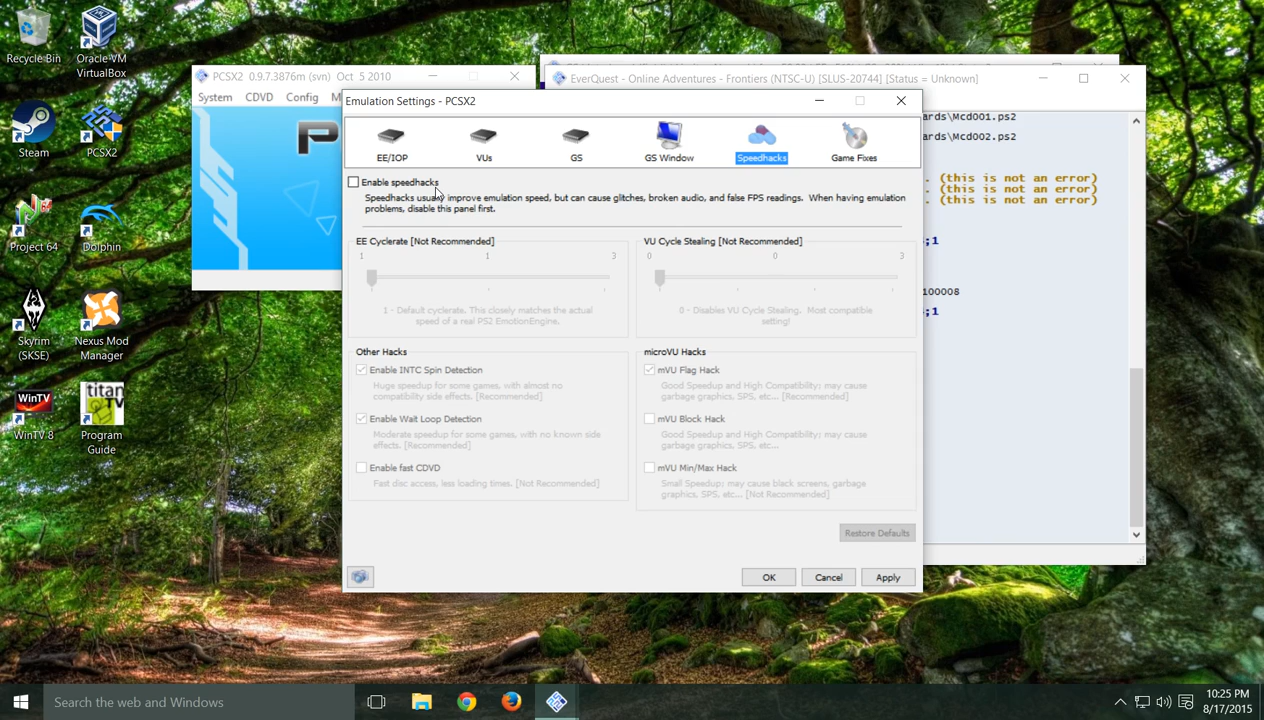 Recycle Bin
Oracle VM
VirtualBox
Steam
PCSX2
Project 64
Dolphin
Skyrim
(SKSE)
Nexus Mod
Manager
WinTV
WinTV 8
titan
TV
Program
Guide
PCSX2 0.9.7.3876m (svn) Oct 5 2010
System CDVD Config M
P
EverQuest - Online Adventures - Frontiers (NTSC-U) [SLUS-20744] [Status = Unknown]
ards\Mcd001.ps2
ards\Mcd002.ps2
. (this is not an error)
. (this is not an error)
. (this is not an error)
;1
100008
;1
Emulation Settings - PCSX2
EE/IOP VUs GS GS Window Speedhacks Game Fixes
Enable speedhacks
Speedhacks usually improve emulation speed, but can cause glitches, broken audio, and false FPS readings. When having emulation
problems, disable this panel first.
EE Cyclerate [Not Recommended]
1 1 3
1 - Default cyclerate. This closely matches the actual
speed of a real PS2 EmotionEngine.
VU Cycle Stealing [Not Recommended]
0 0 3
0 - Disables VU Cycle Stealing. Most compatible
setting!
Other Hacks
Enable INTC Spin Detection
Huge speedup for some games, with almost no
compatibility side effects. [Recommended]
Enable Wait Loop Detection
Moderate speedup for some games, with no known side
effects. [Recommended]
Enable fast CDVD
Fast disc access, less loading times. [Not Recommended]
microVU Hacks
mVU Flag Hack
Good Speedup and High Compatibility; may cause
garbage graphics, SPS, etc... [Recommended]
mVU Block Hack
Good Speedup and High Compatibility; may cause
garbage graphics, SPS, etc...
mVU Min/Max Hack
Small Speedup; may cause black screens, garbage
graphics, SPS, etc... [Not Recommended]
Restore Defaults
OK Cancel Apply
Search the web and Windows
10:25 PM
8/17/2015